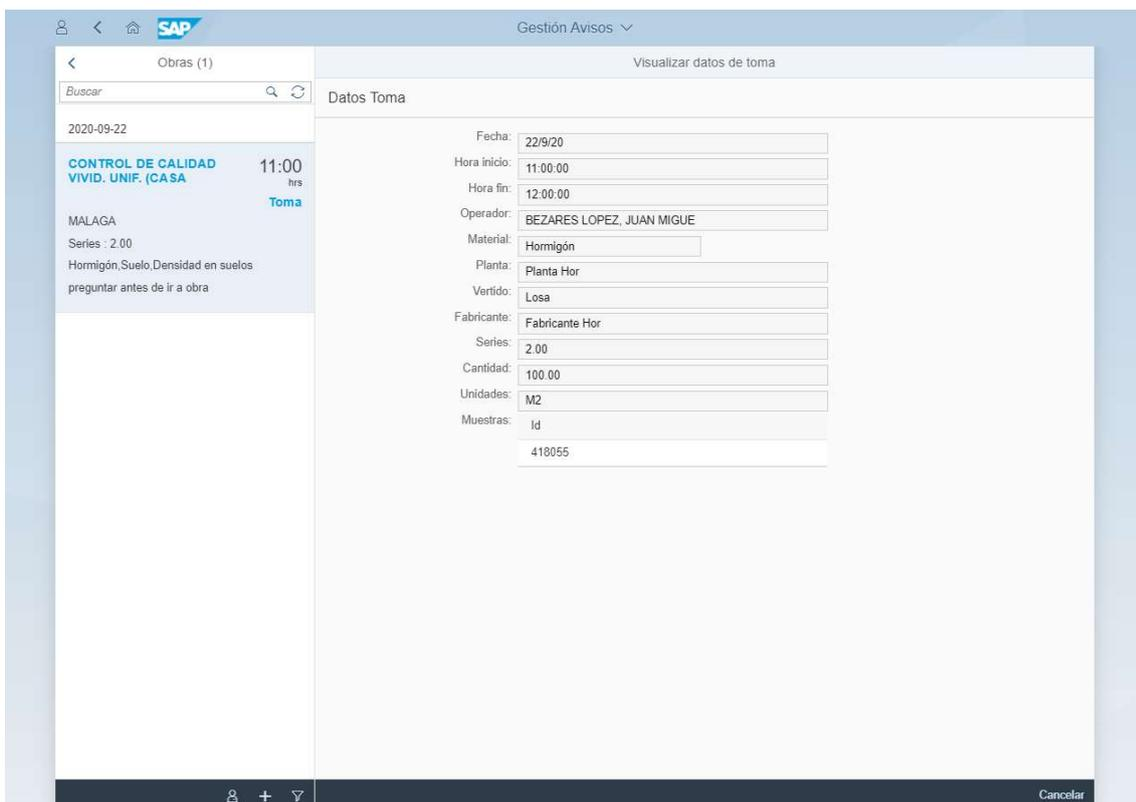 SAP
Gestión Avisos
Obras (1)
Buscar
2020-09-22
CONTROL DE CALIDAD
VIVID. UNIF. (CASA
11:00
hrs
Toma
MALAGA
Series : 2.00
Hormigón,Suelo,Densidad en suelos
preguntar antes de ir a obra
Visualizar datos de toma
Datos Toma
Fecha: 22/9/20
Hora inicio: 11:00:00
Hora fin: 12:00:00
Operador: BEZARES LOPEZ, JUAN MIGUE
Material: Hormigón
Planta: Planta Hor
Vertido: Losa
Fabricante: Fabricante Hor
Series: 2.00
Cantidad: 100.00
Unidades: M2
Muestras: Id
418055
Cancelar